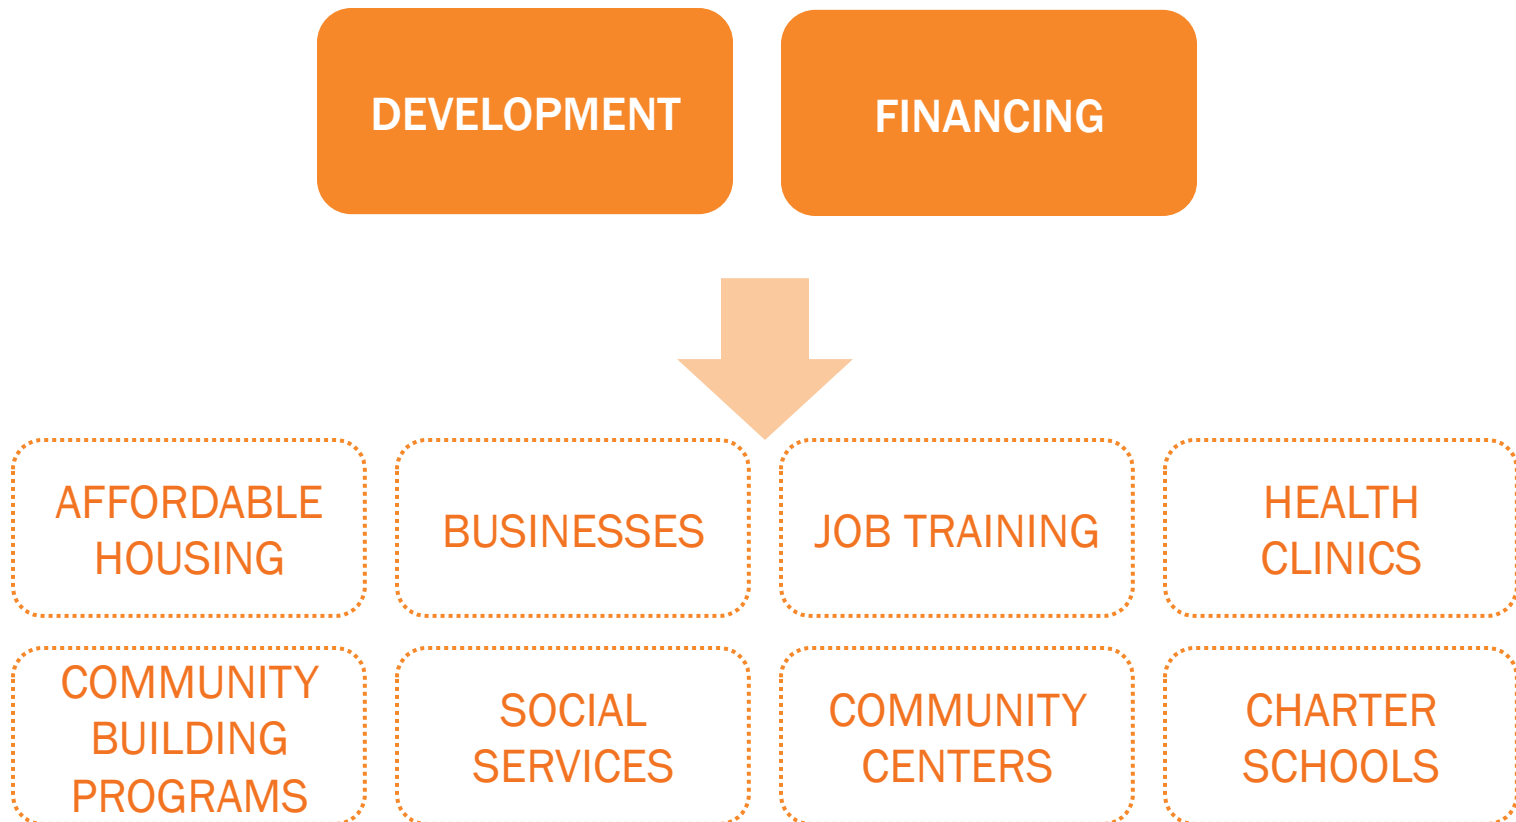 DEVELOPMENT
FINANCING
AFFORDABLE
HOUSING
BUSINESSES
JOB TRAINING
HEALTH
CLINICS
COMMUNITY
BUILDING
PROGRAMS
SOCIAL
SERVICES
COMMUNITY
CENTERS
CHARTER
SCHOOLS